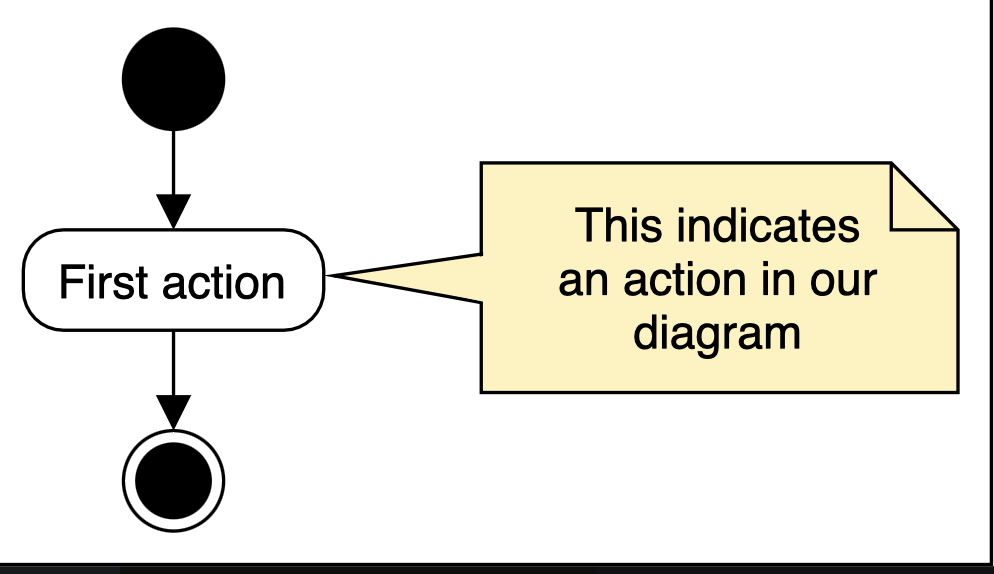 First action
This indicates
an action in our
diagram